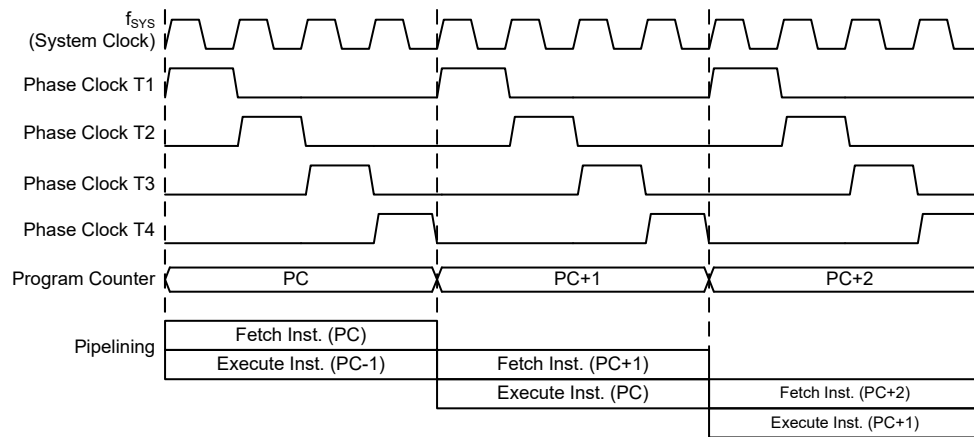 fSYS
(System Clock)
Phase Clock T1
Phase Clock T2
Phase Clock T3
Phase Clock T4
Program Counter PC PC+1 PC+2
Pipelining
Fetch Inst. (PC)
Execute Inst. (PC-1) Fetch Inst. (PC+1)
Execute Inst. (PC) Fetch Inst. (PC+2)
Execute Inst. (PC+1)